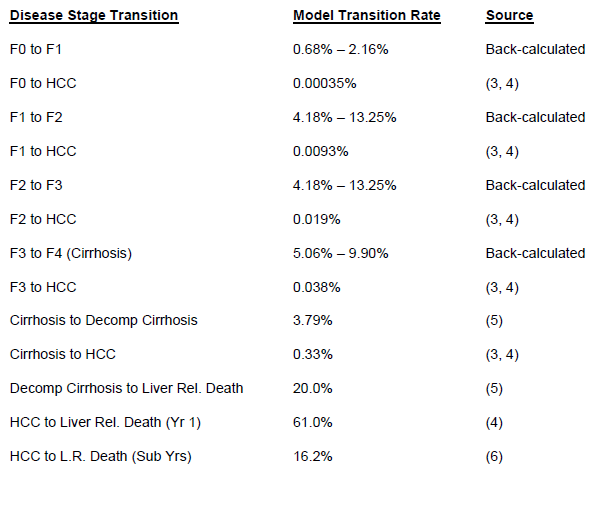 Disease Stage Transition Model Transition Rate Source
F0 to F1 0.68% – 2.16% Back-calculated
F0 to HCC 0.00035% (3, 4)
F1 to F2 4.18% – 13.25% Back-calculated
F1 to HCC 0.0093% (3, 4)
F2 to F3 4.18% – 13.25% Back-calculated
F2 to HCC 0.019% (3, 4)
F3 to F4 (Cirrhosis) 5.06% – 9.90% Back-calculated
F3 to HCC 0.038% (3, 4)
Cirrhosis to Decomp Cirrhosis 3.79% (5)
Cirrhosis to HCC 0.33% (3, 4)
Decomp Cirrhosis to Liver Rel. Death 20.0% (5)
HCC to Liver Rel. Death (Yr 1) 61.0% (4)
HCC to L.R. Death (Sub Yrs) 16.2% (6)